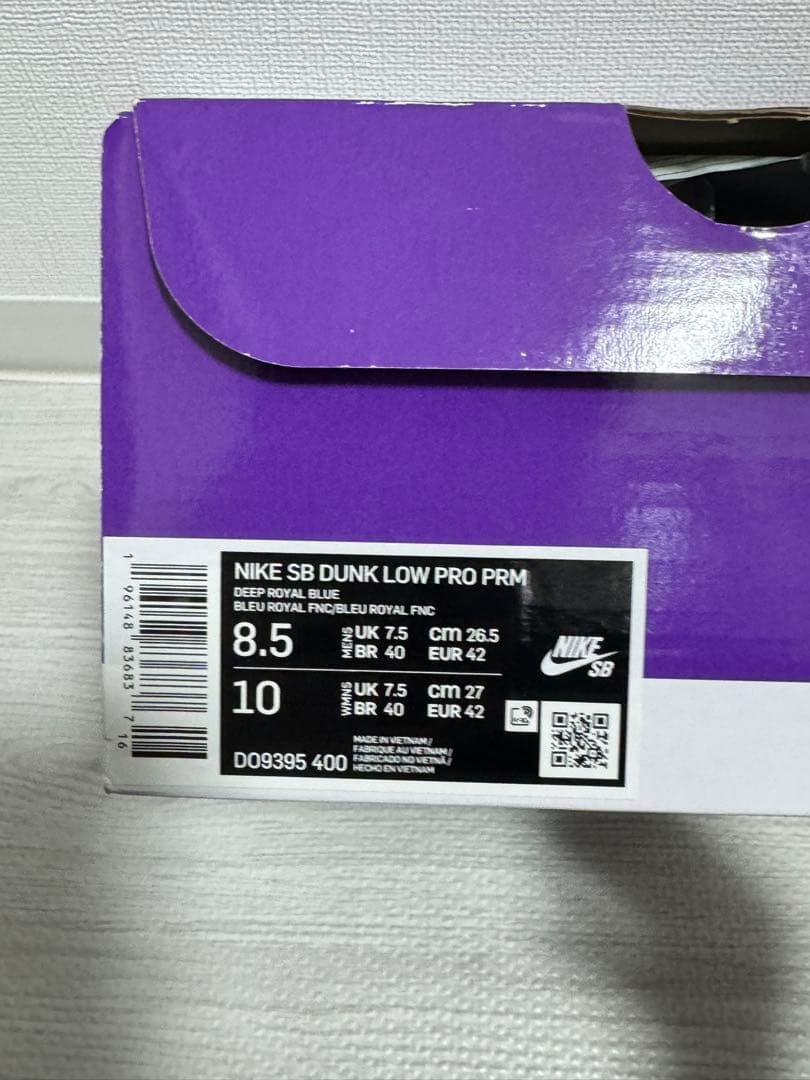 NIKE SB DUNK LOW PRO PRM
DEEP ROYAL BLUE
BLEU ROYAL FNC/BLEU ROYAL FNC
8.5 MENS UK 7.5 cm 26.5
BR 40 EUR 42
10 WMNS UK 7.5 cm 27
BR 40 EUR 42
NIKE
SB
DO9395 400
MADE IN VIETNAM /
FABRIQUE AU VIETNAM /
FABRICADO NO VIETNÃ /
HECHO EN VIETNAM
1 96148 83683 7 16